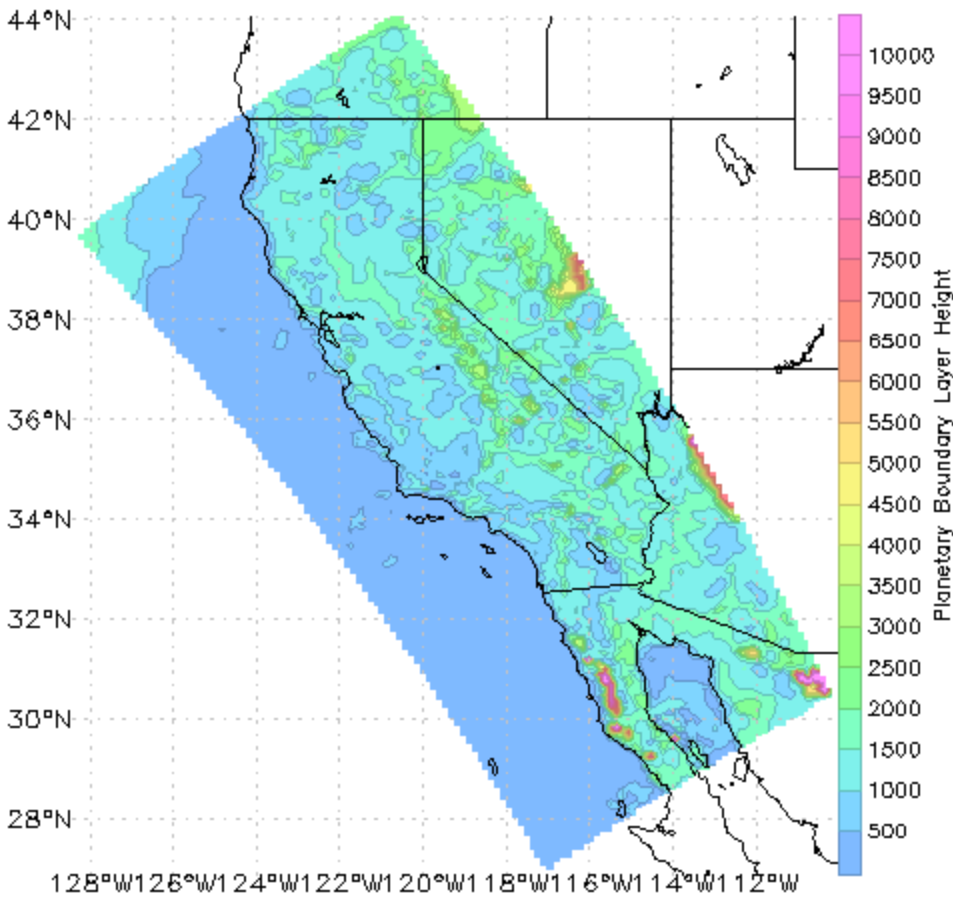 44°N
42°N
40°N
38°N
36°N
34°N
32°N
30°N
28°N
128°W126°W124°W122°W120°W118°W116°W114°W112°W
10000
9500
9000
8500
8000
7500
7000
6500
6000
5500
5000
4500
4000
3500
3000
2500
2000
1500
1000
500
Planetary Boundary Layer Height